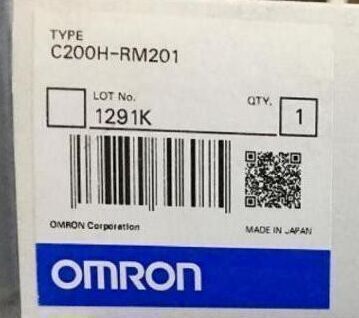 TYPE
C200H-RM201
LOT No.
QTY.
1291K
1
OMRON Corporation
MADE IN JAPAN
OMRON